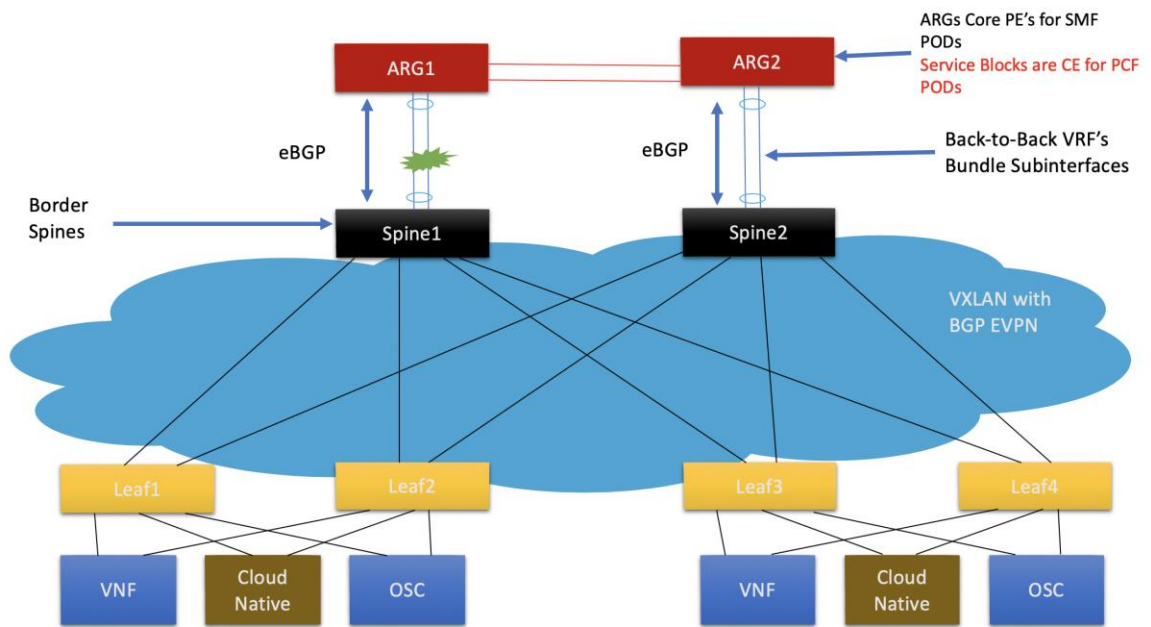 ARGs Core PE's for SMF
PODs
Service Blocks are CE for PCF
PODs
ARG1
ARG2
eBGP
eBGP
Back-to-Back VRF's
Bundle Subinterfaces
Border
Spines
Spine1
Spine2
VXLAN with
BGP EVPN
Leaf1
Leaf2
Leaf3
Leaf4
VNF
Cloud
Native
OSC
VNF
Cloud
Native
OSC